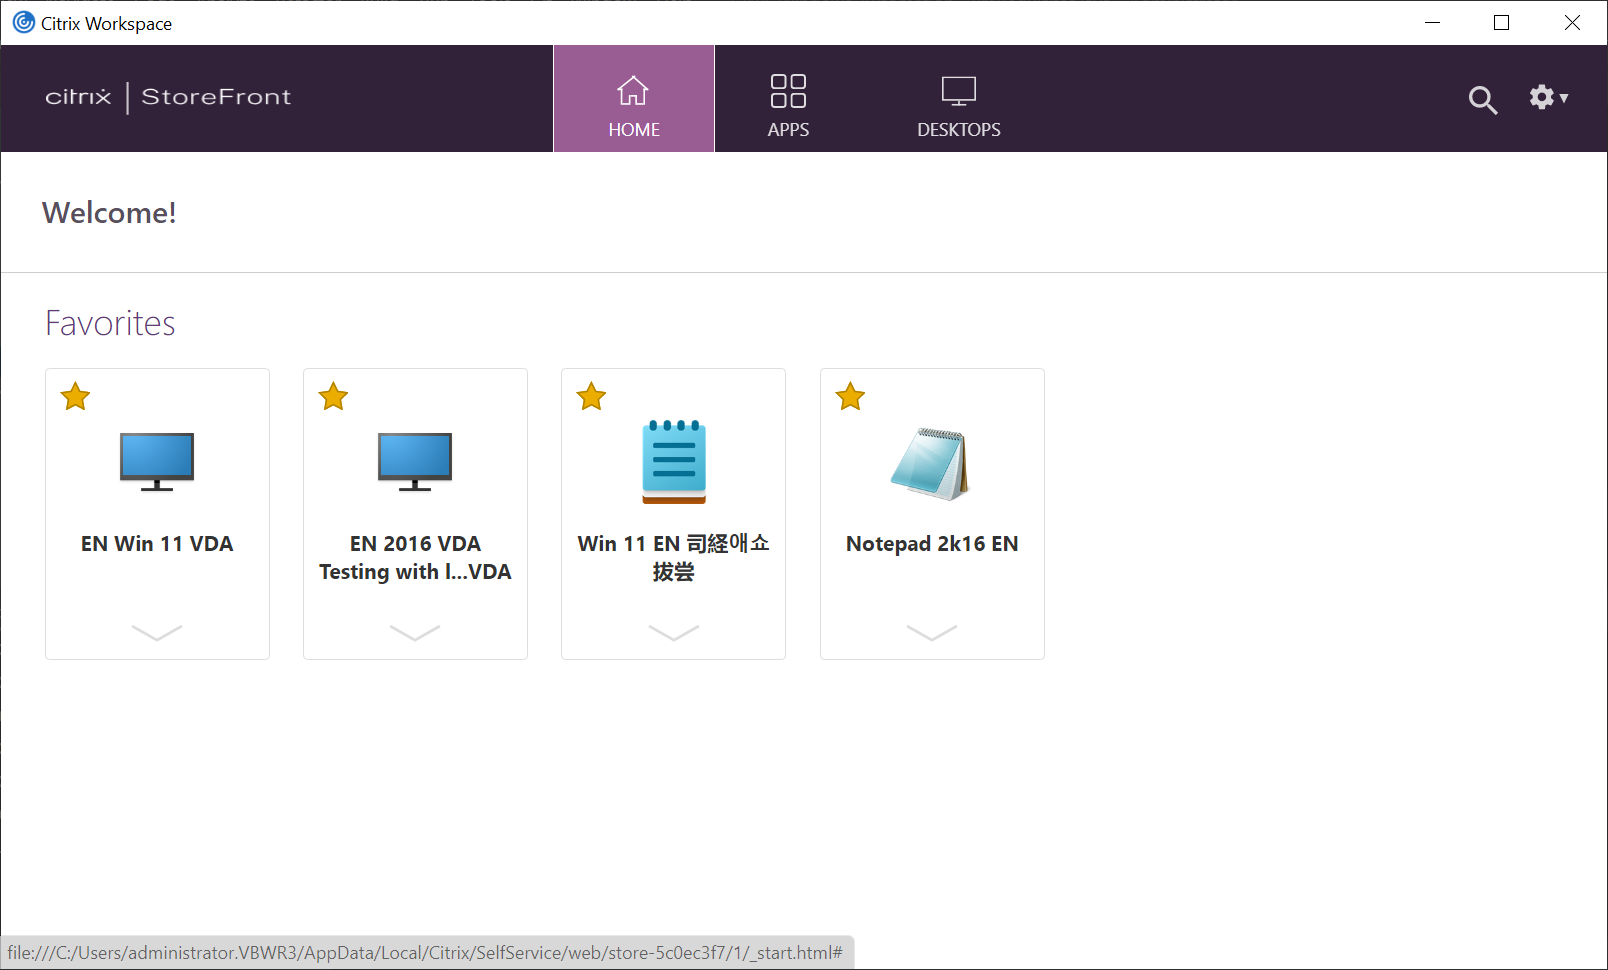 Citrix Workspace
citrix | StoreFront
HOME
APPS
DESKTOPS
Welcome!
Favorites
EN Win 11 VDA
EN 2016 VDA
Testing with l...VDA
Win 11 EN 司経애쇼
拔尝
Notepad 2k16 EN
file:///C:/Users/administrator.VBWR3/AppData/Local/Citrix/SelfService/web/store-5c0ec3f7/1/_start.html#